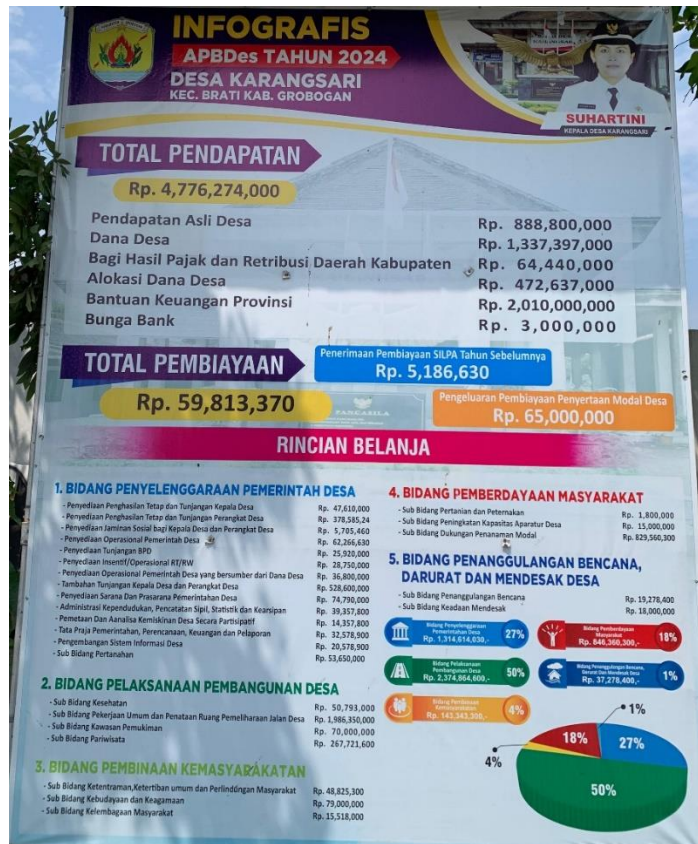 INFOGRAFIS
APBDes TAHUN 2024
DESA KARANGSARI
KEC. BRATI KAB. GROBOGAN
SUHARTINI
KEPALA DESA KARANGSARI
TOTAL PENDAPATAN
Rp. 4,776,274,000
Pendapatan Asli Desa Rp. 888,800,000
Dana Desa Rp. 1,337,397,000
Bagi Hasil Pajak dan Retribusi Daerah Kabupaten Rp. 64,440,000
Alokasi Dana Desa Rp. 472,637,000
Bantuan Keuangan Provinsi Rp. 2,010,000,000
Bunga Bank Rp. 3,000,000
TOTAL PEMBIAYAAN
Rp. 59,813,370
Penerimaan Pembiayaan SILPA Tahun Sebelumnya
Rp. 5,186,630
Pengeluaran Pembiayaan Penyertaan Modal Desa
Rp. 65,000,000
PANCASILA
RINCIAN BELANJA
1. BIDANG PENYELENGGARAAN PEMERINTAH DESA
- Penyediaan Penghasilan Tetap dan Tunjangan Kepala Desa Rp. 47,610,000
- Penyediaan Penghasilan Tetap dan Tunjangan Perangkat Desa Rp. 378,585,24
- Penyediaan Jaminan Sosial bagi Kepala Desa dan Perangkat Desa Rp. 5,705,460
- Penyediaan Operasional Pemerintah Desa Rp. 62,266,630
- Penyediaan Tunjangan BPD Rp. 25,920,000
- Penyediaan Insentif/Operasional RT/RW Rp. 28,750,000
- Penyediaan Operasional Pemerintah Desa yang bersumber dari Dana Desa Rp. 36,800,000
- Tambahan Tunjangan Kepala Desa dan Perangkat Desa Rp. 528,600,000
- Penyediaan Sarana Dan Prasarana Pemerintahan Desa Rp. 74,790,000
- Administrasi Kependudukan, Pencatatan Sipil, Statistik dan Kearsipan Rp. 39,357,800
- Pemetaan Dan Aanalisa Kemiskinan Desa Secara Partisipatif Rp. 14,357,800
- Tata Praja Pemerintahan, Perencanaan, Keuangan dan Pelaporan Rp. 32,578,900
- Pengembangan Sistem Informasi Desa Rp. 20,578,900
- Sub Bidang Pertanahan Rp. 53,650,000
2. BIDANG PELAKSANAAN PEMBANGUNAN DESA
- Sub Bidang Kesehatan Rp. 50,793,000
- Sub Bidang Pekerjaan Umum dan Penataan Ruang Pemeliharaan Jalan Desa Rp. 1,986,350,000
- Sub Bidang Kawasan Pemukiman Rp. 70,000,000
- Sub Bidang Pariwisata Rp. 267,721,600
3. BIDANG PEMBINAAN KEMASYARAKATAN
- Sub Bidang Ketentraman,Ketertiban umum dan Perlindungan Masyarakat Rp. 48,825,300
- Sub Bidang Kebudayaan dan Keagamaan Rp. 79,000,000
- Sub Bidang Kelembagaan Masyarakat Rp. 15,518,000
4. BIDANG PEMBERDAYAAN MASYARAKAT
- Sub Bidang Pertanian dan Peternakan Rp. 1,800,000
- Sub Bidang Peningkatan Kapasitas Aparatur Desa Rp. 15,000,000
- Sub Bidang Dukungan Penanaman Modal Rp. 829,560,300
5. BIDANG PENANGGULANGAN BENCANA,
DARURAT DAN MENDESAK DESA
- Sub Bidang Penanggulangan Bencana Rp. 19,278,400
- Sub Bidang Keadaan Mendesak Rp. 18,000,000
Bidang Penyelenggaraan
Pemerintahan Desa
Rp. 1,314,614,030,-
27%
Bidang Pemberdayaan
Masyarakat
Rp. 846,360,300,-
18%
Bidang Pelaksanaan
Pembangunan Desa
Rp. 2,374,864,600,-
50%
Bidang Penanggulangan Bencana,
Darurat Dan Mendesak Desa
Rp. 37,278,400,-
1%
Bidang Pembinaan
Kemasyarakatan
Rp. 143,343,300,-
4%
1%
18%
27%
4%
50%